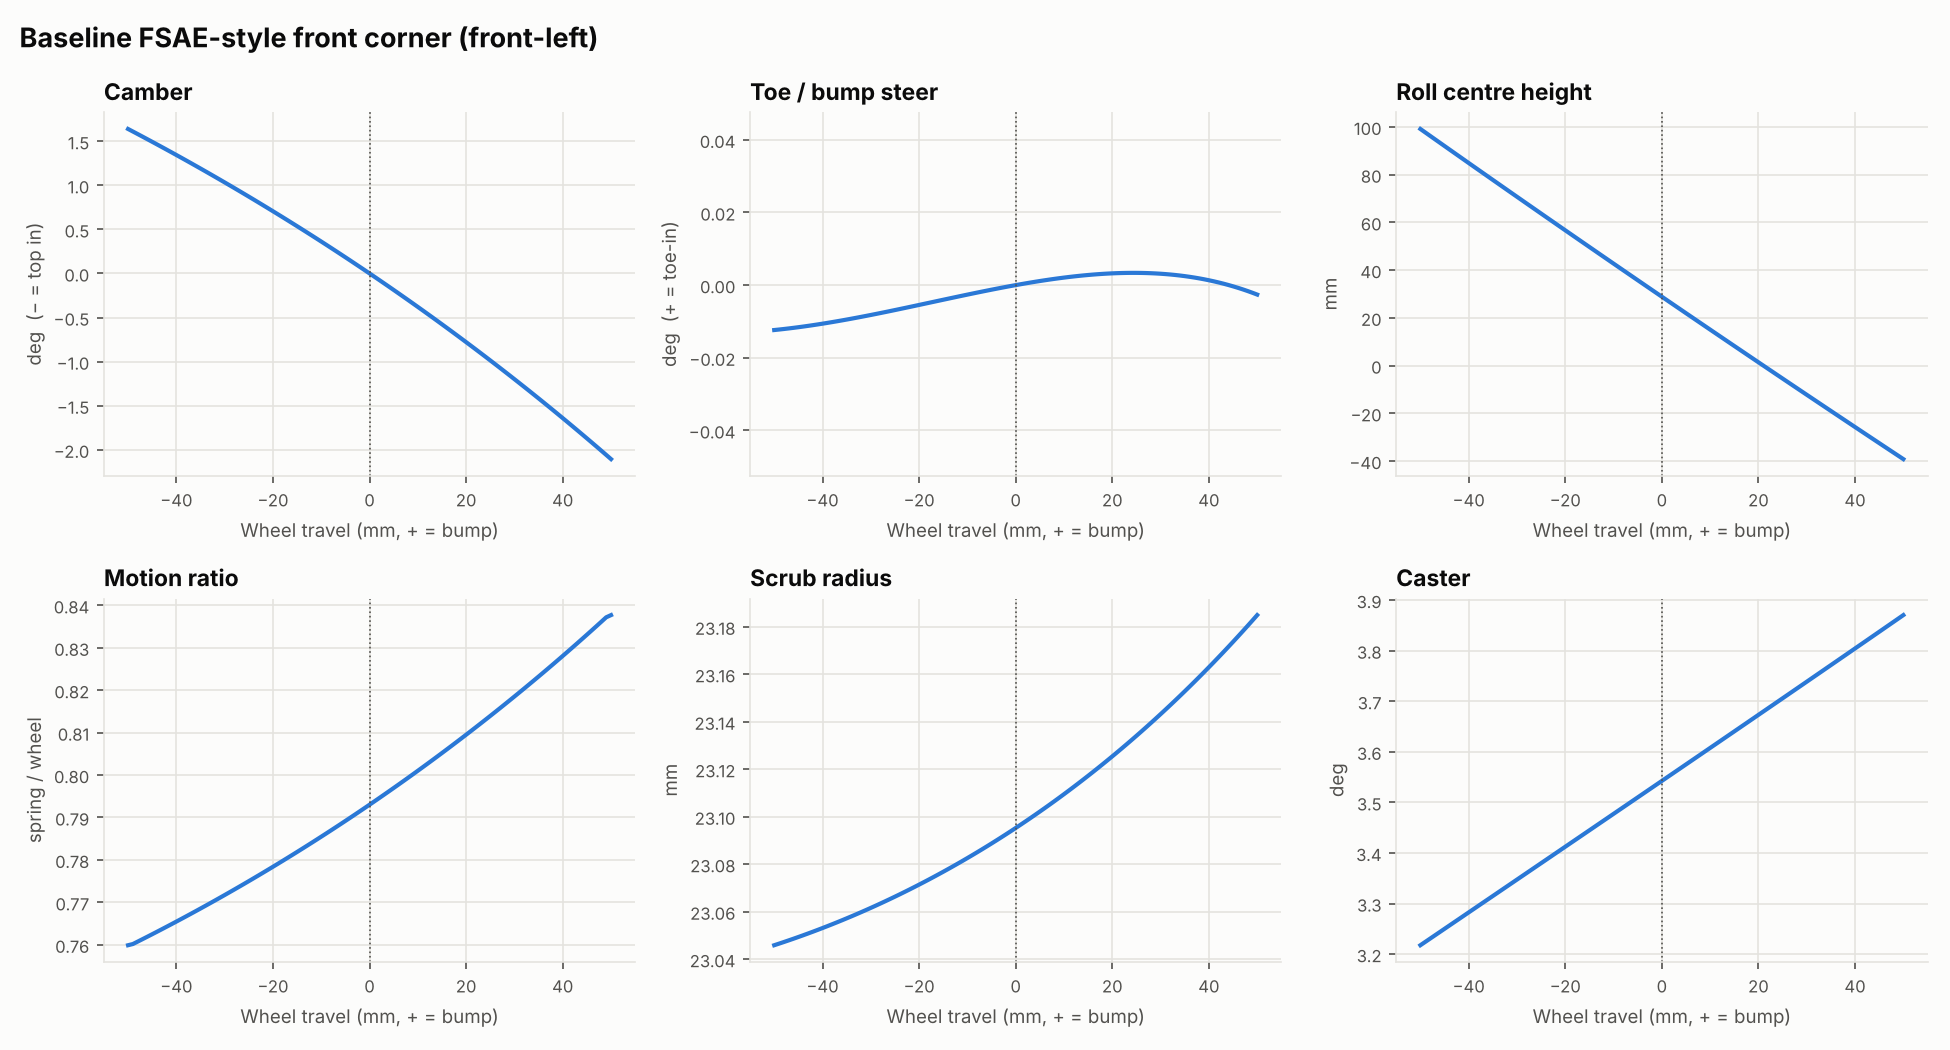 Baseline FSAE-style front corner (front-left)
Camber
deg (− = top in)
1.5
1.0
0.5
0.0
−0.5
−1.0
−1.5
−2.0
−40 −20 0 20 40
Wheel travel (mm, + = bump)
Toe / bump steer
deg (+ = toe-in)
0.04
0.02
0.00
−0.02
−0.04
−40 −20 0 20 40
Wheel travel (mm, + = bump)
Roll centre height
mm
100
80
60
40
20
0
−20
−40
−40 −20 0 20 40
Wheel travel (mm, + = bump)
Motion ratio
spring / wheel
0.84
0.83
0.82
0.81
0.80
0.79
0.78
0.77
0.76
−40 −20 0 20 40
Wheel travel (mm, + = bump)
Scrub radius
mm
23.18
23.16
23.14
23.12
23.10
23.08
23.06
23.04
−40 −20 0 20 40
Wheel travel (mm, + = bump)
Caster
deg
3.9
3.8
3.7
3.6
3.5
3.4
3.3
3.2
−40 −20 0 20 40
Wheel travel (mm, + = bump)